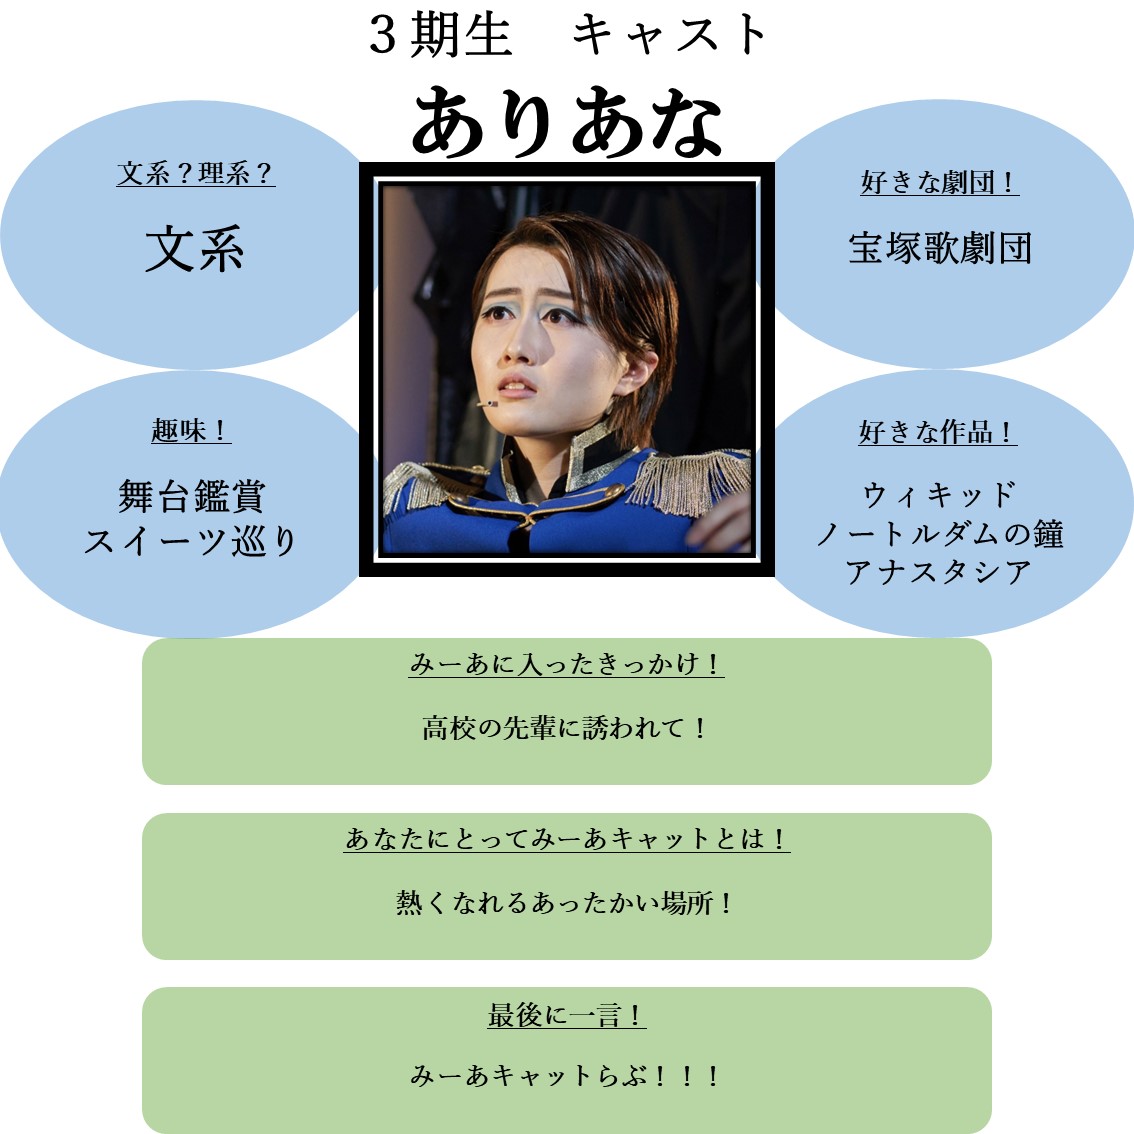 ３期生　キャスト
ありあな
文系？理系？
文系
好きな劇団！
宝塚歌劇団
趣味！
舞台鑑賞
スイーツ巡り
好きな作品！
ウィキッド
ノートルダムの鐘
アナスタシア
みーあに入ったきっかけ！
高校の先輩に誘われて！
あなたにとってみーあキャットとは！
熱くなれるあったかい場所！
最後に一言！
みーあキャットらぶ！！！